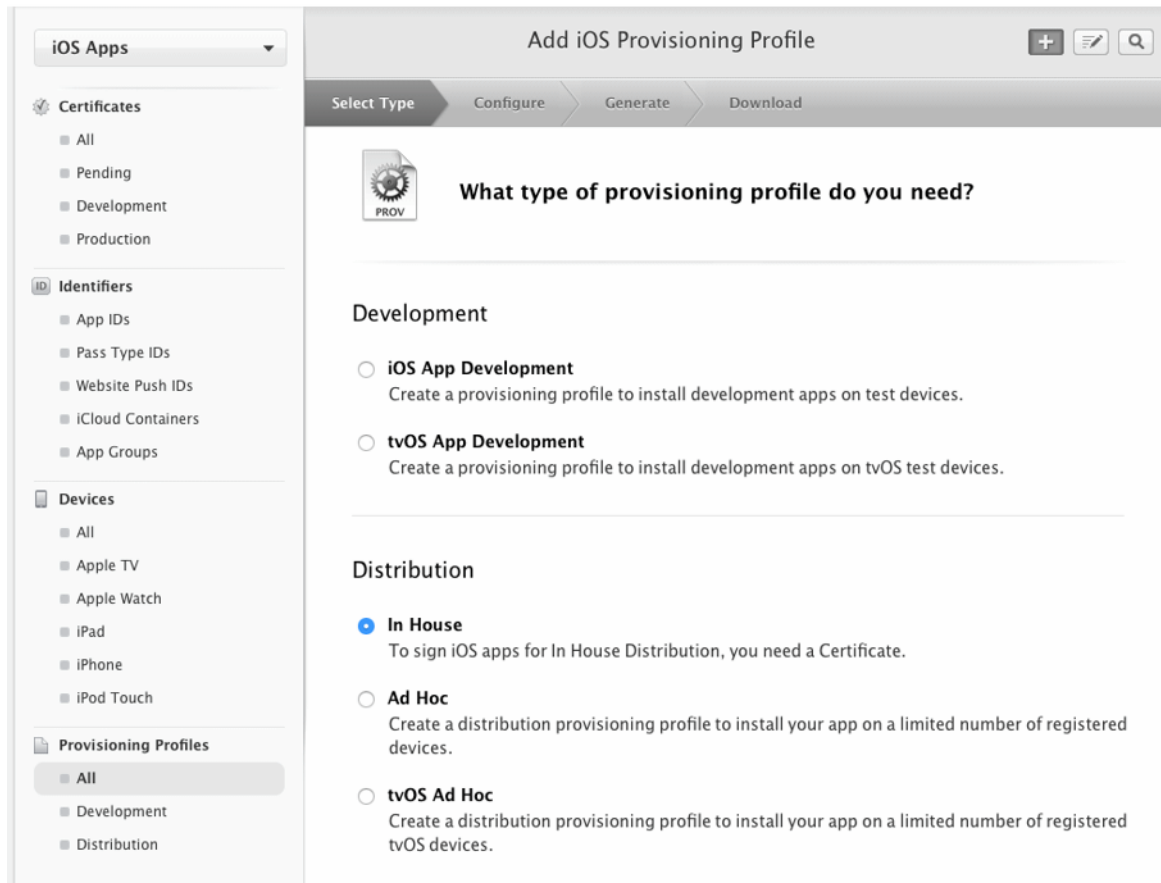 iOS Apps
Certificates
All
Pending
Development
Production
ID Identifiers
App IDs
Pass Type IDs
Website Push IDs
iCloud Containers
App Groups
Devices
All
Apple TV
Apple Watch
iPad
iPhone
iPod Touch
Provisioning Profiles
All
Development
Distribution
Add iOS Provisioning Profile
Select Type Configure Generate Download
PROV
What type of provisioning profile do you need?
Development
iOS App Development
Create a provisioning profile to install development apps on test devices.
tvOS App Development
Create a provisioning profile to install development apps on tvOS test devices.
Distribution
In House
To sign iOS apps for In House Distribution, you need a Certificate.
Ad Hoc
Create a distribution provisioning profile to install your app on a limited number of registered
devices.
tvOS Ad Hoc
Create a distribution provisioning profile to install your app on a limited number of registered
tvOS devices.